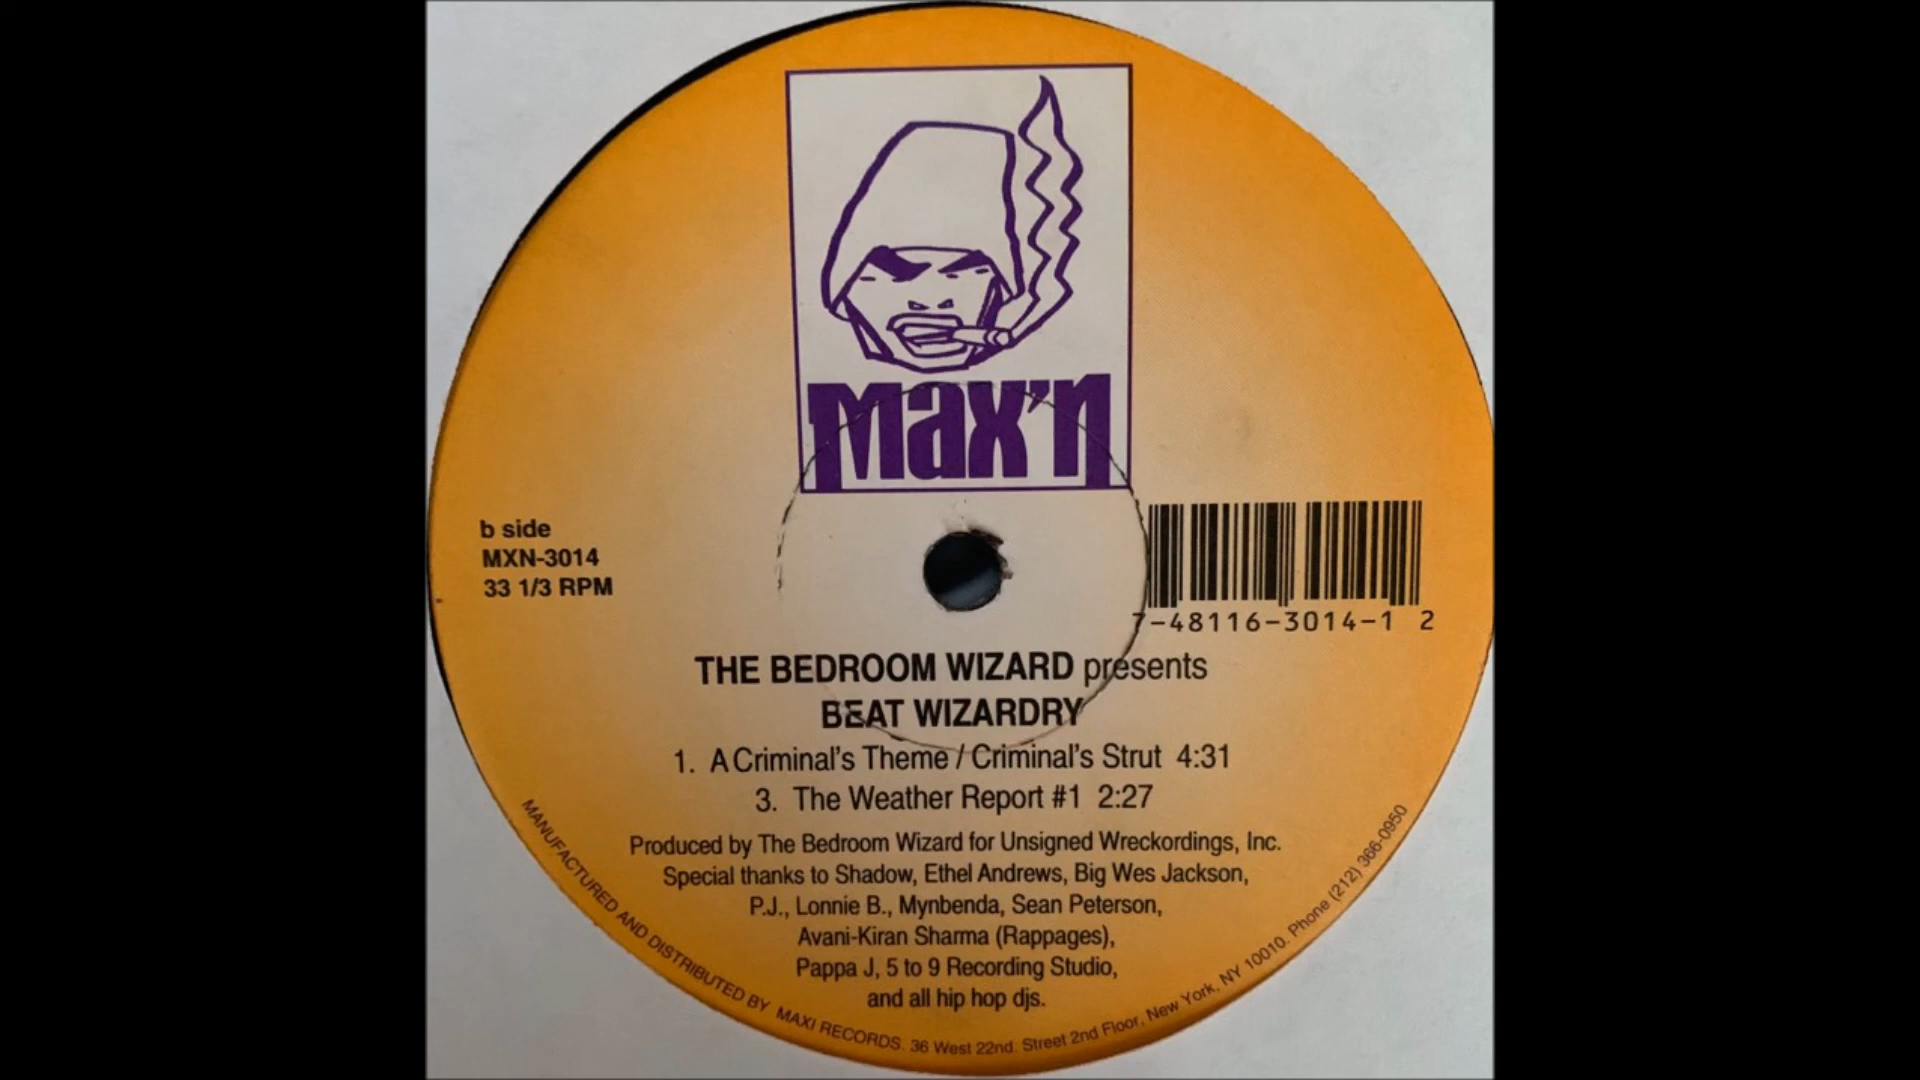 max'n
b side
MXN-3014
33 1/3 RPM
7-48116-3014-1 2
THE BEDROOM WIZARD presents
BEAT WIZARDRY
1. A Criminal's Theme / Criminal's Strut 4:31
3. The Weather Report #1 2:27
Produced by The Bedroom Wizard for Unsigned Wreckordings, Inc.
Special thanks to Shadow, Ethel Andrews, Big Wes Jackson,
P.J., Lonnie B., Mynbenda, Sean Peterson,
Avani-Kiran Sharma (Rappages),
Pappa J, 5 to 9 Recording Studio,
and all hip hop djs.
MANUFACTURED AND DISTRIBUTED BY MAXI RECORDS. 36 West 22nd. Street 2nd Floor, New York, NY 10010. Phone (212) 366-0950